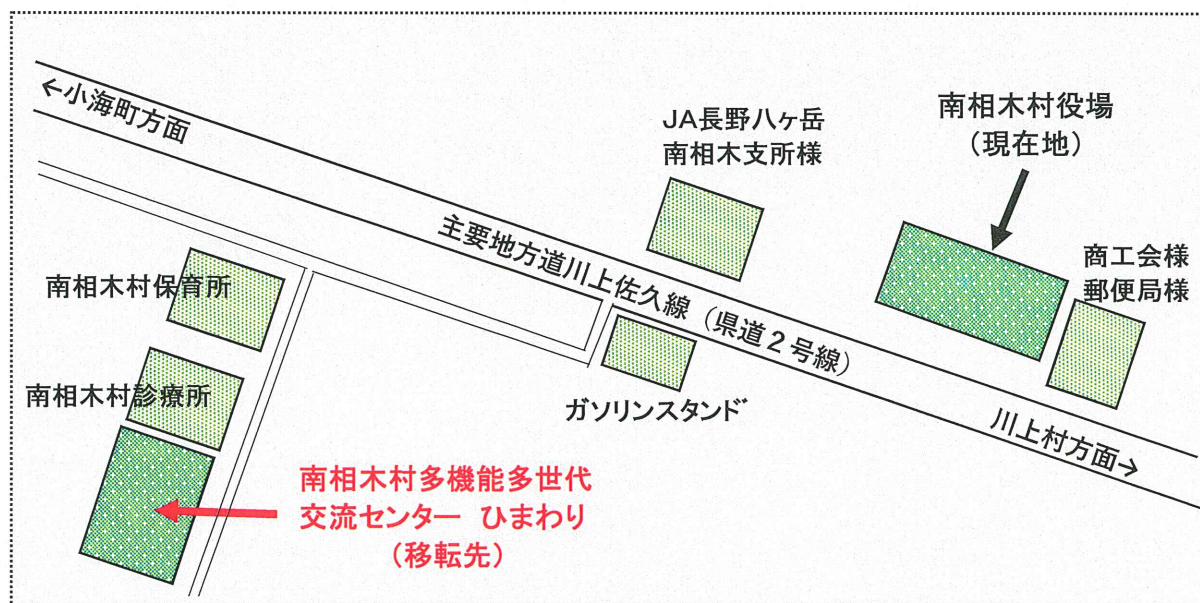 ←小海町方面
JA長野八ヶ岳
南相木支所様
南相木村役場
（現在地）
主要地方道川上佐久線（県道２号線）
商工会様
郵便局様
南相木村保育所
南相木村診療所
ガソリンスタンド
川上村方面→
南相木村多機能多世代
交流センター ひまわり
（移転先）